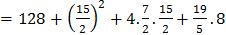 = 128 + (15/2)² + 4.7/2.15/2 + 19/5.8